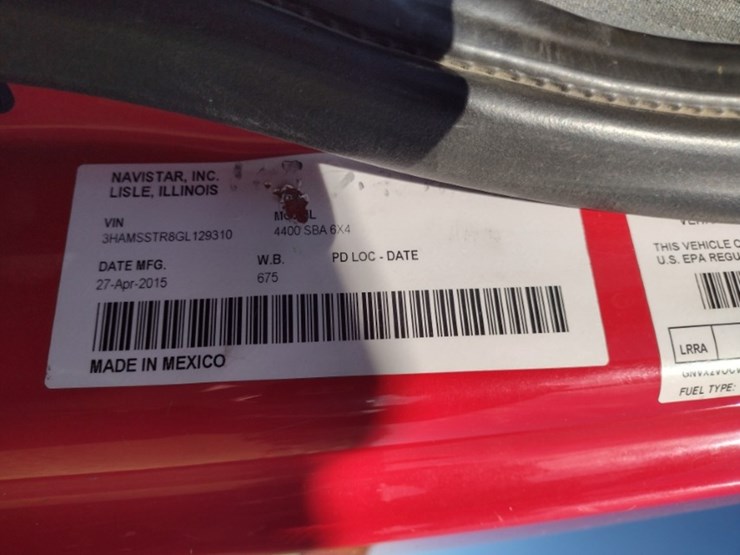 NAVISTAR, INC.
LISLE, ILLINOIS
VIN
3HAMSSTR8GL129310
4400 SBA 6X4
DATE MFG.
27-Apr-2015
W.B.
675
PD LOC - DATE
MADE IN MEXICO
THIS VEHICLE
U.S. EPA
LRRA
FUEL TYPE: